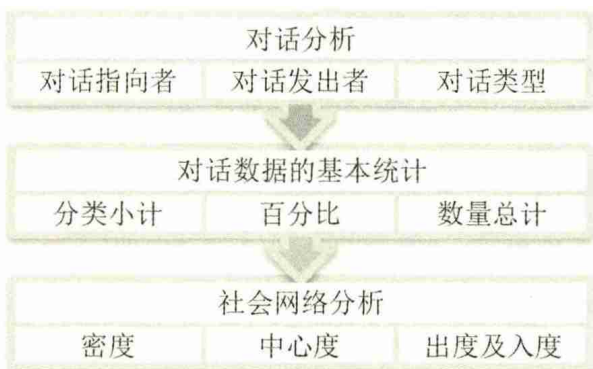 对话分析
对话指向者 对话发出者 对话类型
对话数据的基本统计
分类小计 百分比 数量总计
社会网络分析
密度 中心度 出度及入度